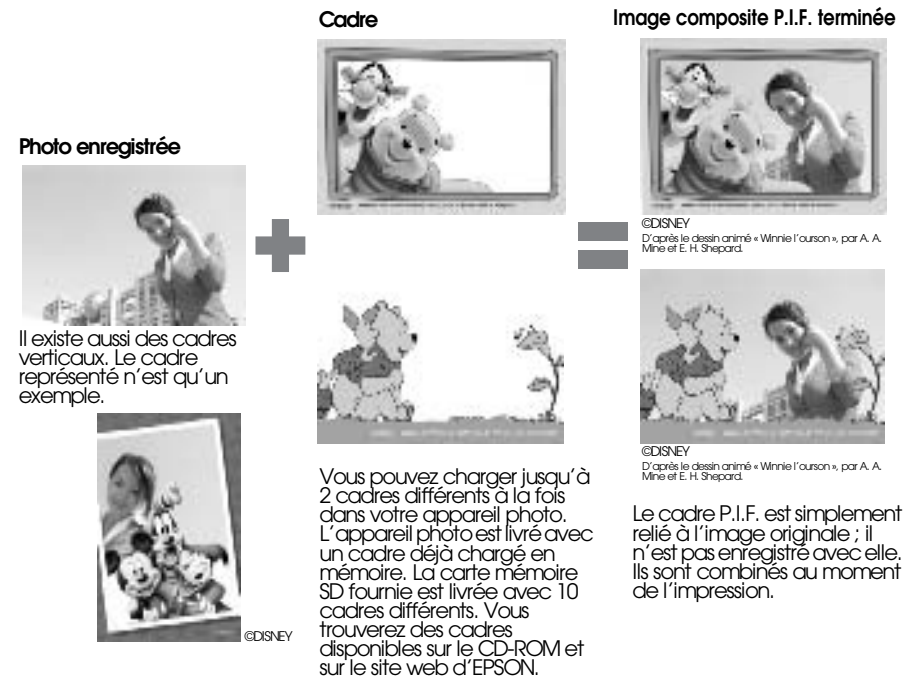 Photo enregistrée
Il existe aussi des cadres
verticaux. Le cadre
représenté n’est qu’un
exemple.
©DISNEY
Cadre
Vous pouvez charger jusqu’à
2 cadres différents à la fois
dans votre appareil photo.
L’appareil photo est livré avec
un cadre déjà chargé en
mémoire. La carte mémoire
SD fournie est livrée avec 10
cadres différents. Vous
trouverez des cadres
disponibles sur le CD-ROM et
sur le site web d’EPSON.
Image composite P.I.F. terminée
©DISNEY
D’après le dessin animé « Winnie l’ourson », par A. A.
Mine et E. H. Shepard.
©DISNEY
D’après le dessin animé « Winnie l’ourson », par A. A.
Mine et E. H. Shepard.
Le cadre P.I.F. est simplement
relié à l’image originale ; il
n’est pas enregistré avec elle.
Ils sont combinés au moment
de l’impression.